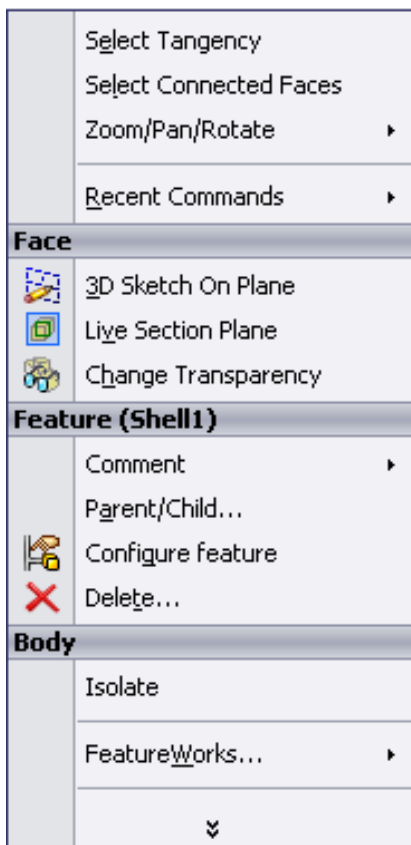 Select Tangency
Select Connected Faces
Zoom/Pan/Rotate
Recent Commands
Face
3D Sketch On Plane
Live Section Plane
Change Transparency
Feature (Shell1)
Comment
Parent/Child...
Configure feature
Delete...
Body
Isolate
FeatureWorks...